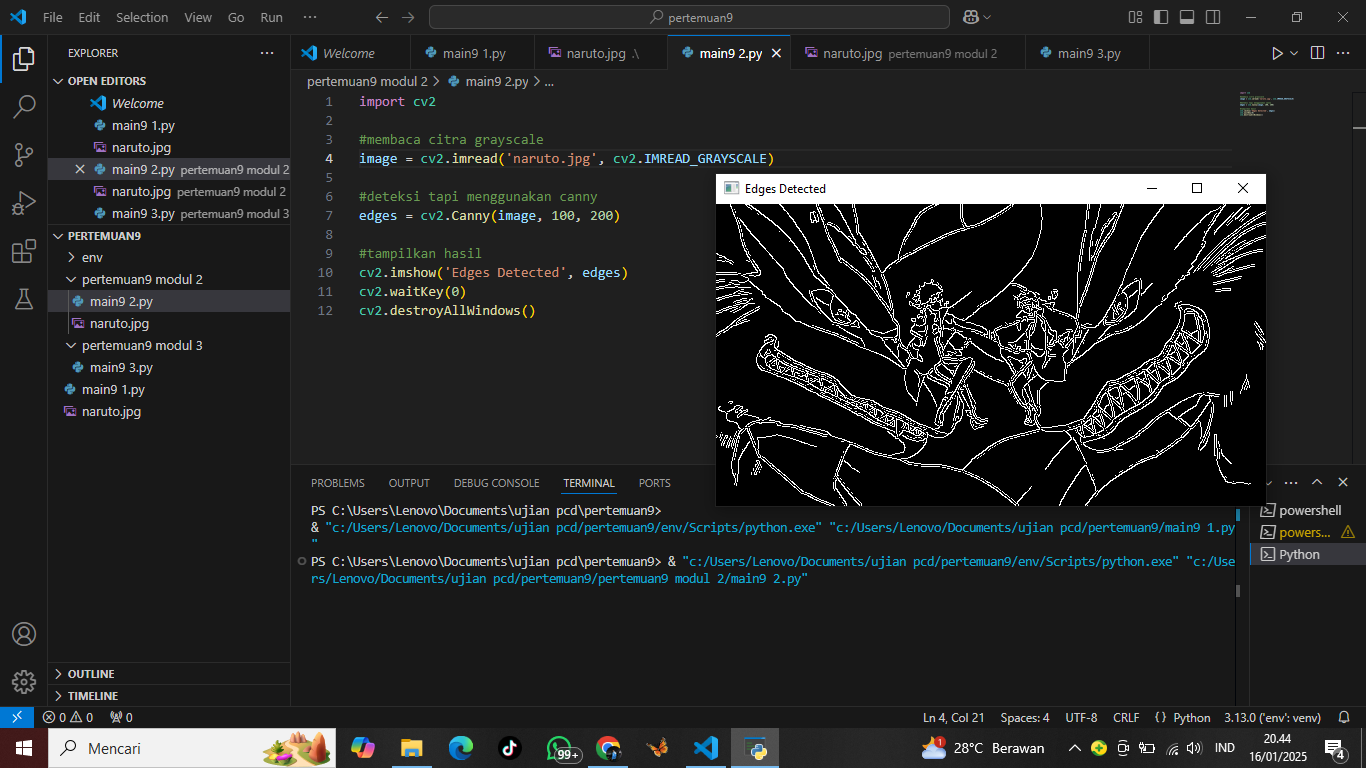 File Edit Selection View Go Run ··· pertemuan9
EXPLORER ···
OPEN EDITORS
Welcome
main9 1.py
naruto.jpg
main9 2.py pertemuan9 modul 2
naruto.jpg pertemuan9 modul 2
main9 3.py pertemuan9 modul 3
PERTEMUAN9
env
pertemuan9 modul 2
main9 2.py
naruto.jpg
pertemuan9 modul 3
main9 3.py
main9 1.py
naruto.jpg
OUTLINE
TIMELINE
Welcome main9 1.py naruto.jpg .\ main9 2.py naruto.jpg pertemuan9 modul 2 main9 3.py
pertemuan9 modul 2 > main9 2.py > ...
1 import cv2
2
3 #membaca citra grayscale
4 image = cv2.imread('naruto.jpg', cv2.IMREAD_GRAYSCALE)
5
6 #deteksi tapi menggunakan canny
7 edges = cv2.Canny(image, 100, 200)
8
9 #tampilkan hasil
10 cv2.imshow('Edges Detected', edges)
11 cv2.waitKey(0)
12 cv2.destroyAllWindows()
Edges Detected
PROBLEMS OUTPUT DEBUG CONSOLE TERMINAL PORTS
PS C:\Users\Lenovo\Documents\ujian pcd\pertemuan9>
& "c:/Users/Lenovo/Documents/ujian pcd/pertemuan9/env/Scripts/python.exe" "c:/Users/Lenovo/Documents/ujian pcd/pertemuan9/main9 1.py
"
PS C:\Users\Lenovo\Documents\ujian pcd\pertemuan9> & "c:/Users/Lenovo/Documents/ujian pcd/pertemuan9/env/Scripts/python.exe" "c:/Use
rs/Lenovo/Documents/ujian pcd/pertemuan9/pertemuan9 modul 2/main9 2.py"
powershell
powers...
Python
0 0 0 Ln 4, Col 21 Spaces: 4 UTF-8 CRLF {} Python 3.13.0 ('env': venv)
Mencari 99+ 1 28°C Berawan IND 20.44
16/01/2025 4